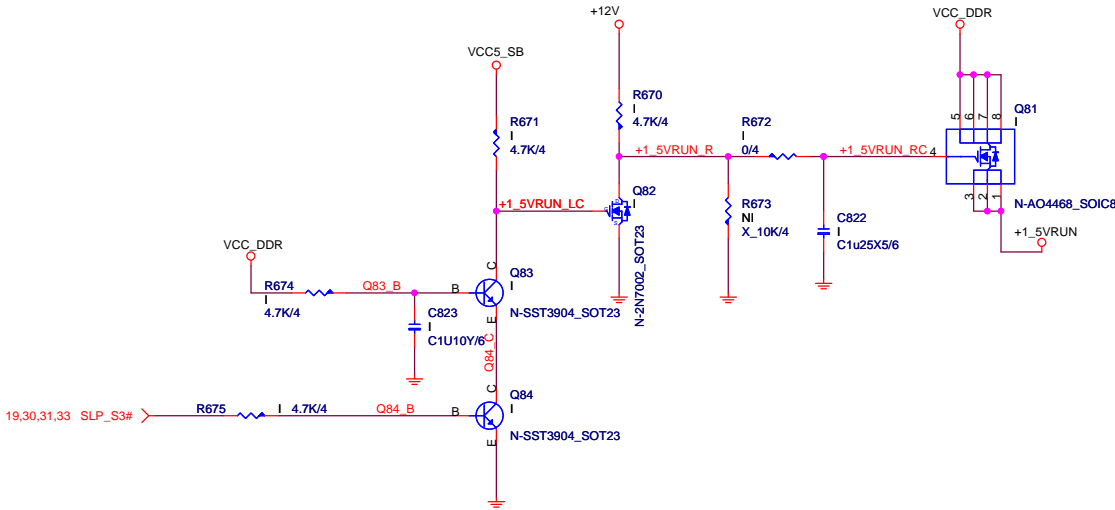 +12V
VCC_DDR
VCC5_SB
R670
I
4.7K/4
R671
I
4.7K/4
R672
I
0/4
5
6
7
8
Q81
I
+1_5VRUN_R
+1_5VRUN_RC
4
3
2
1
N-AO4468_SOIC8
+1_5VRUN
+1_5VRUN_LC
Q82
I
N-2N7002_SOT23
R673
NI
X_10K/4
C822
I
C1u25X5/6
VCC_DDR
R674
I
4.7K/4
Q83_B
B
C
E
Q83
I
N-SST3904_SOT23
C823
I
C1U10Y/6
Q84_C
19,30,31,33 SLP_S3#
R675
I
4.7K/4
Q84_B
B
C
E
Q84
I
N-SST3904_SOT23